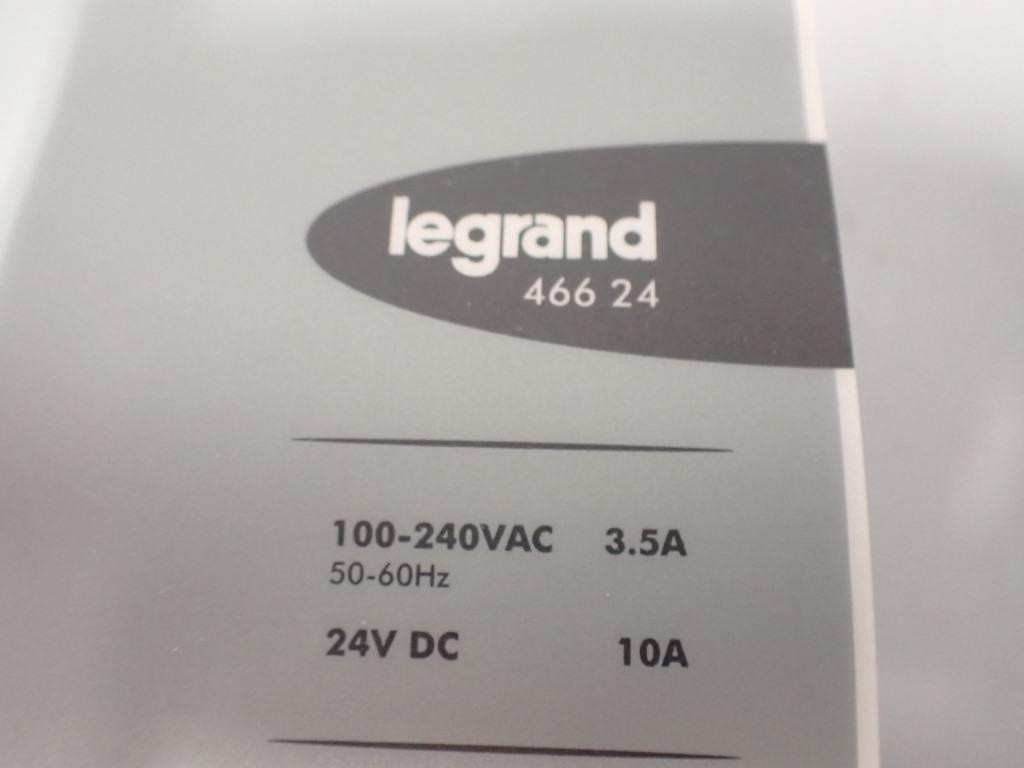 legrand
466 24
100-240VAC 3.5A
50-60Hz
24V DC 10A